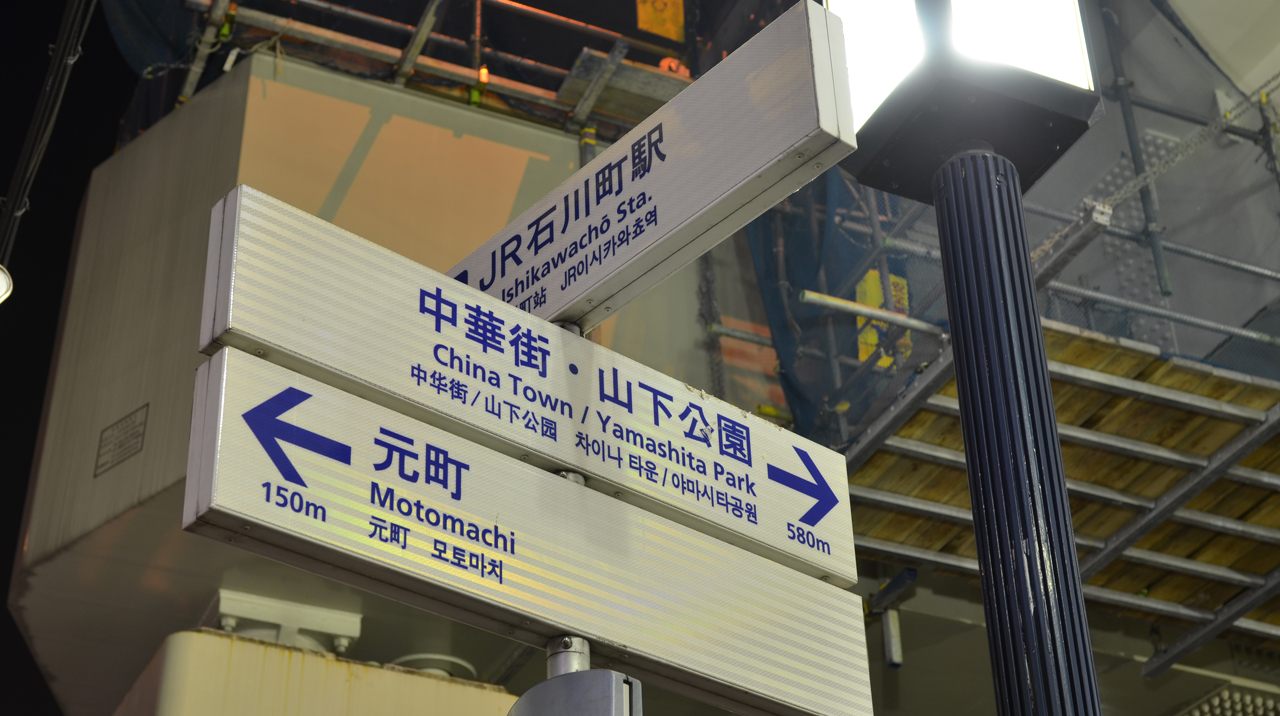 JR石川町駅
Ishikawachō Sta.
町站 JR이시카와쵸역
中華街・山下公園
China Town / Yamashita Park
中华街 / 山下公园 차이나 타운 / 야마시타공원
580m
元町
Motomachi
元町 모토마치
150m